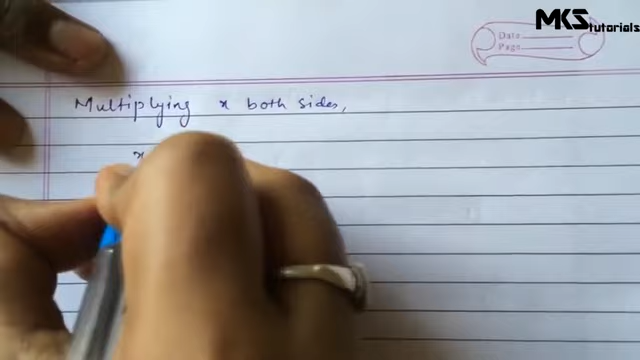 MKS tutorials
Date
Page
Multiplying x both sides,
x